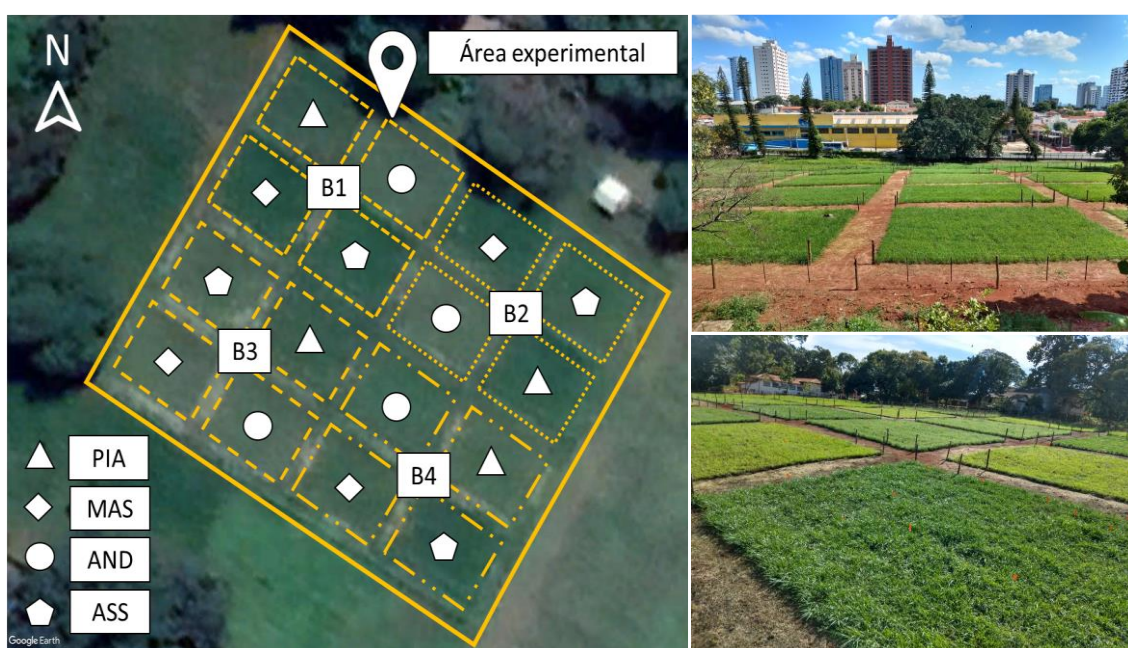 N
Área experimental
B1
B2
B3
B4
PIA
MAS
AND
ASS
Google Earth